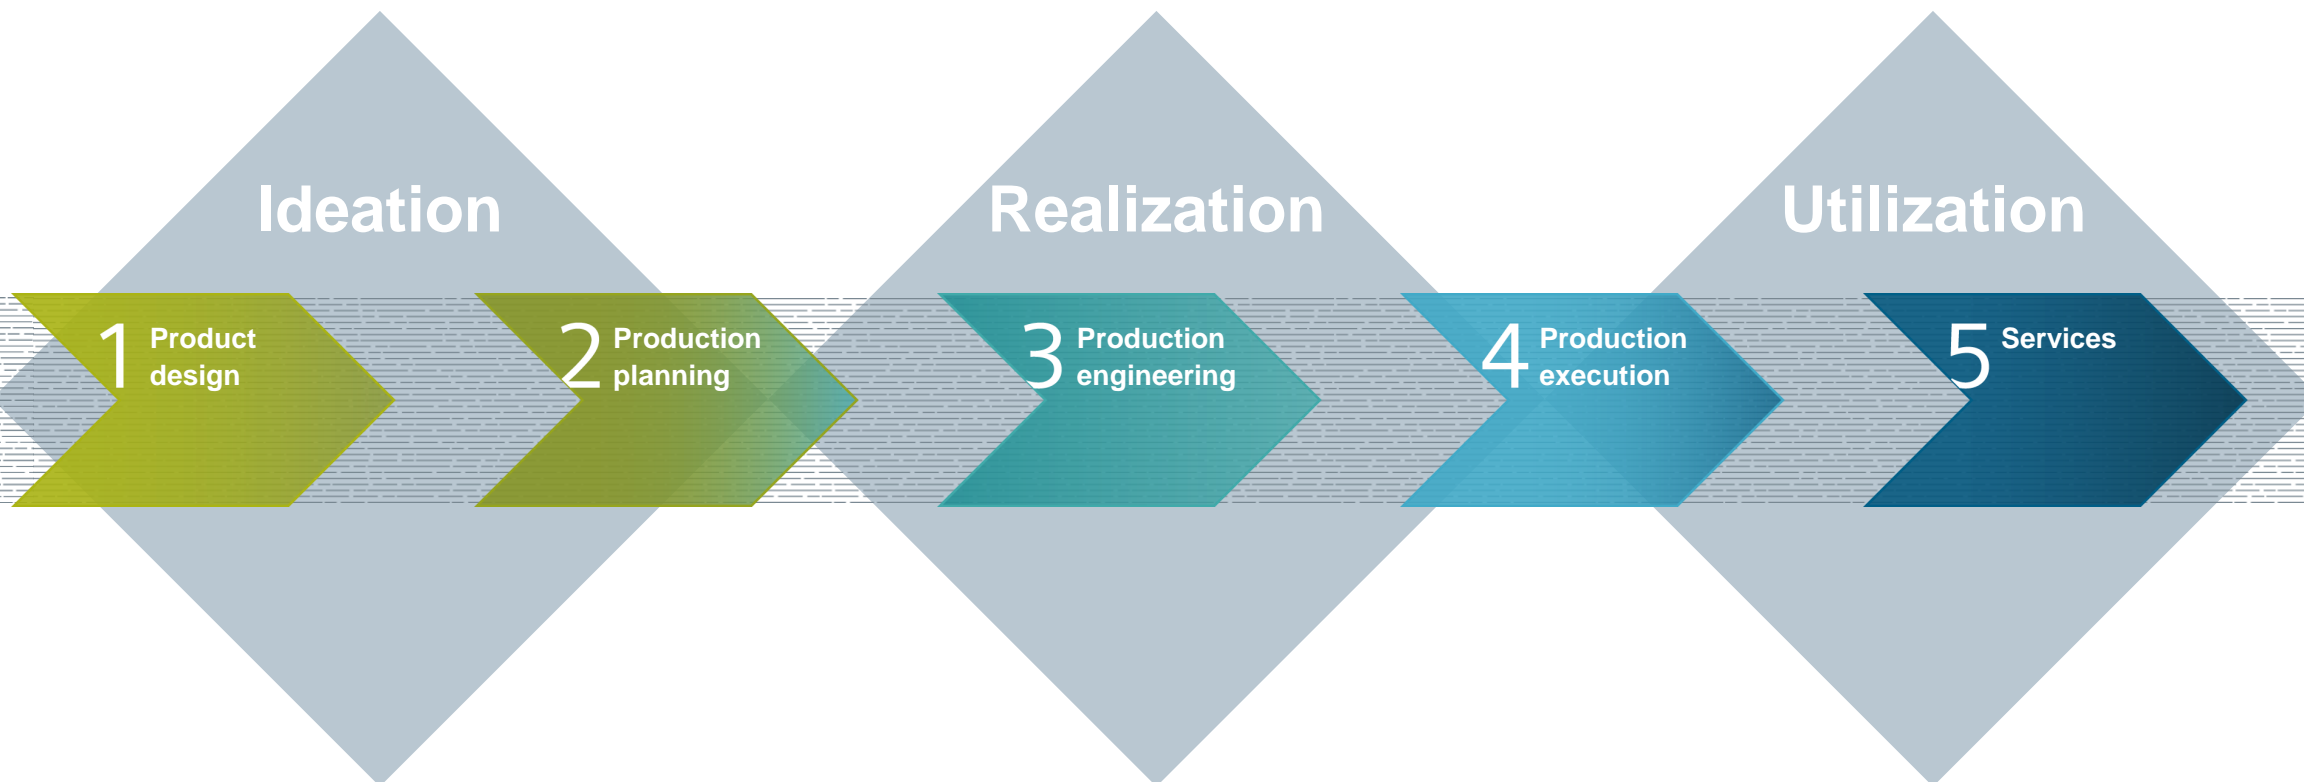 Ideation
Realization
Utilization
1 Product
design
2 Production
planning
3 Production
engineering
4 Production
execution
5 Services